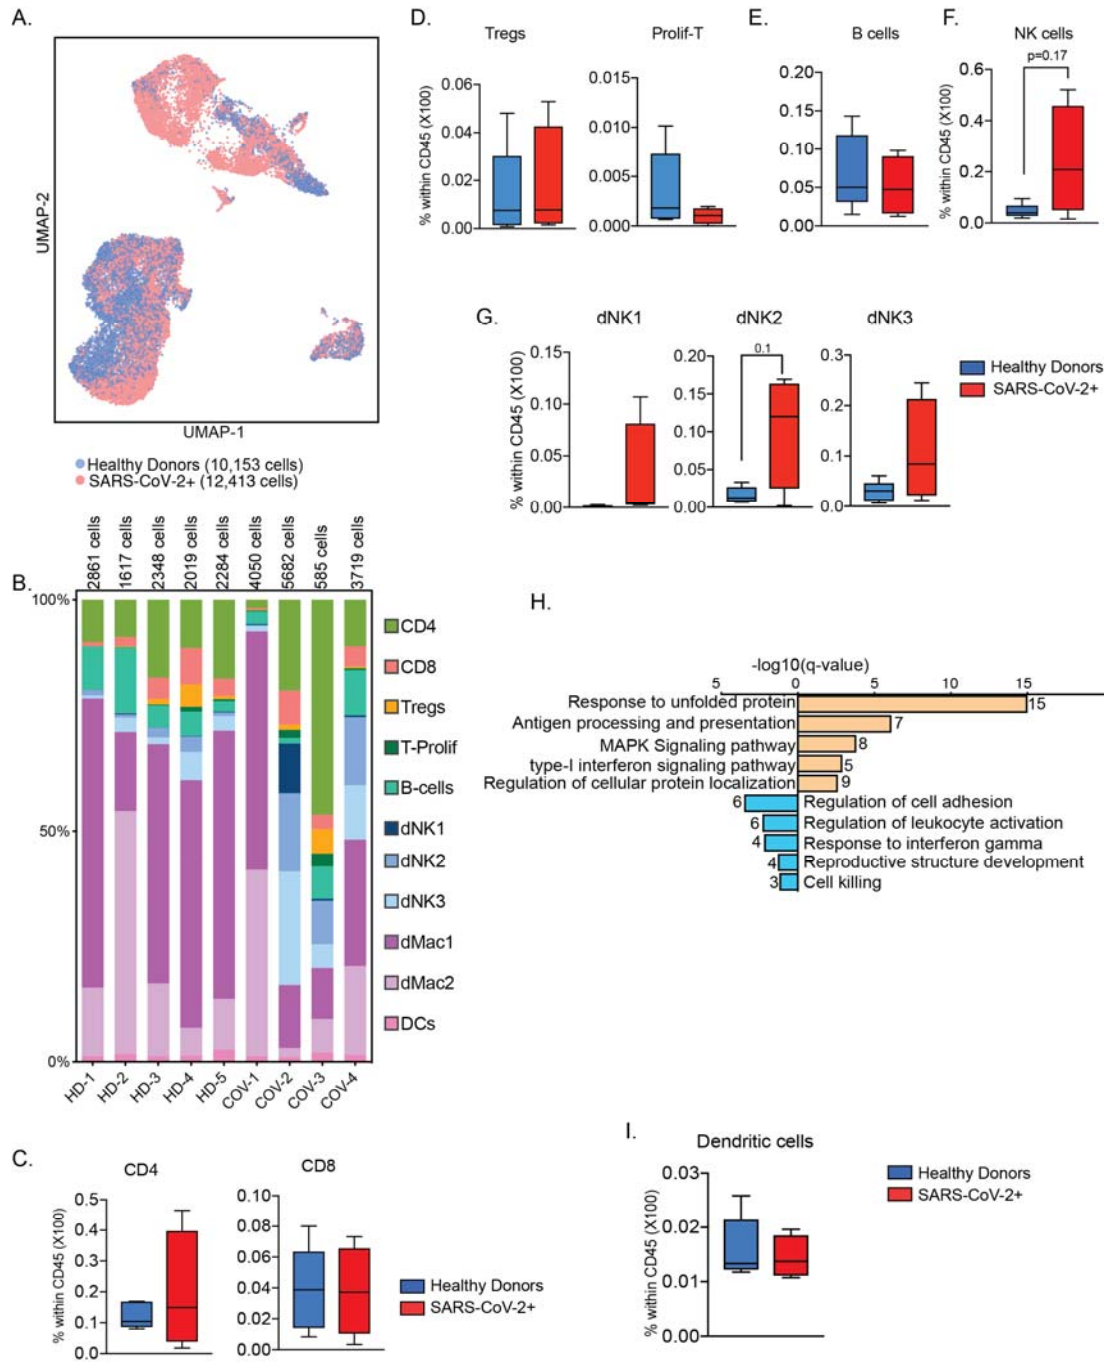 A.
UMAP-2
UMAP-1
Healthy Donors (10,153 cells)
SARS-CoV-2+ (12,413 cells)
D.
Tregs
Prolif-T
% within CD45 (X100)
0.06
0.04
0.02
0.00
0.015
0.010
0.005
0.000
E.
B cells
0.20
0.15
0.10
0.05
0.00
F.
NK cells
p=0.17
% within CD45 (X100)
0.6
0.4
0.2
0.0
G.
dNK1
dNK2
dNK3
% within CD45 (X100)
0.15
0.10
0.05
0.00
0.1
0.20
0.15
0.10
0.05
0.00
0.3
0.2
0.1
0.0
Healthy Donors
SARS-CoV-2+
B.
2861 cells
1617 cells
2348 cells
2019 cells
2284 cells
4050 cells
5682 cells
585 cells
3719 cells
100%
50%
0%
HD-1
HD-2
HD-3
HD-4
HD-5
COV-1
COV-2
COV-3
COV-4
CD4
CD8
Tregs
T-Prolif
B-cells
dNK1
dNK2
dNK3
dMac1
dMac2
DCs
H.
-log10(q-value)
5 0 5 10 15
Response to unfolded protein 15
Antigen processing and presentation 7
MAPK Signaling pathway 8
type-I interferon signaling pathway 5
Regulation of cellular protein localization 9
6 Regulation of cell adhesion
6 Regulation of leukocyte activation
4 Response to interferon gamma
4 Reproductive structure development
3 Cell killing
C.
CD4
CD8
% within CD45 (X100)
0.5
0.4
0.3
0.2
0.1
0.0
0.10
0.08
0.06
0.04
0.02
0.00
Healthy Donors
SARS-CoV-2+
I.
Dendritic cells
% within CD45 (X100)
0.03
0.02
0.01
0.00
Healthy Donors
SARS-CoV-2+